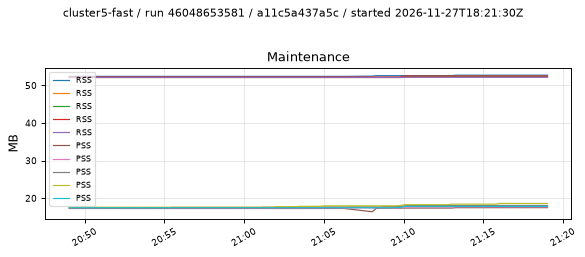 cluster5-fast / run 46048653581 / a11c5a437a5c / started 2026-11-27T18:21:30Z
Maintenance
MB
50
40
30
20
RSS
RSS
RSS
RSS
RSS
PSS
PSS
PSS
PSS
PSS
20:50
20:55
21:00
21:05
21:10
21:15
21:20